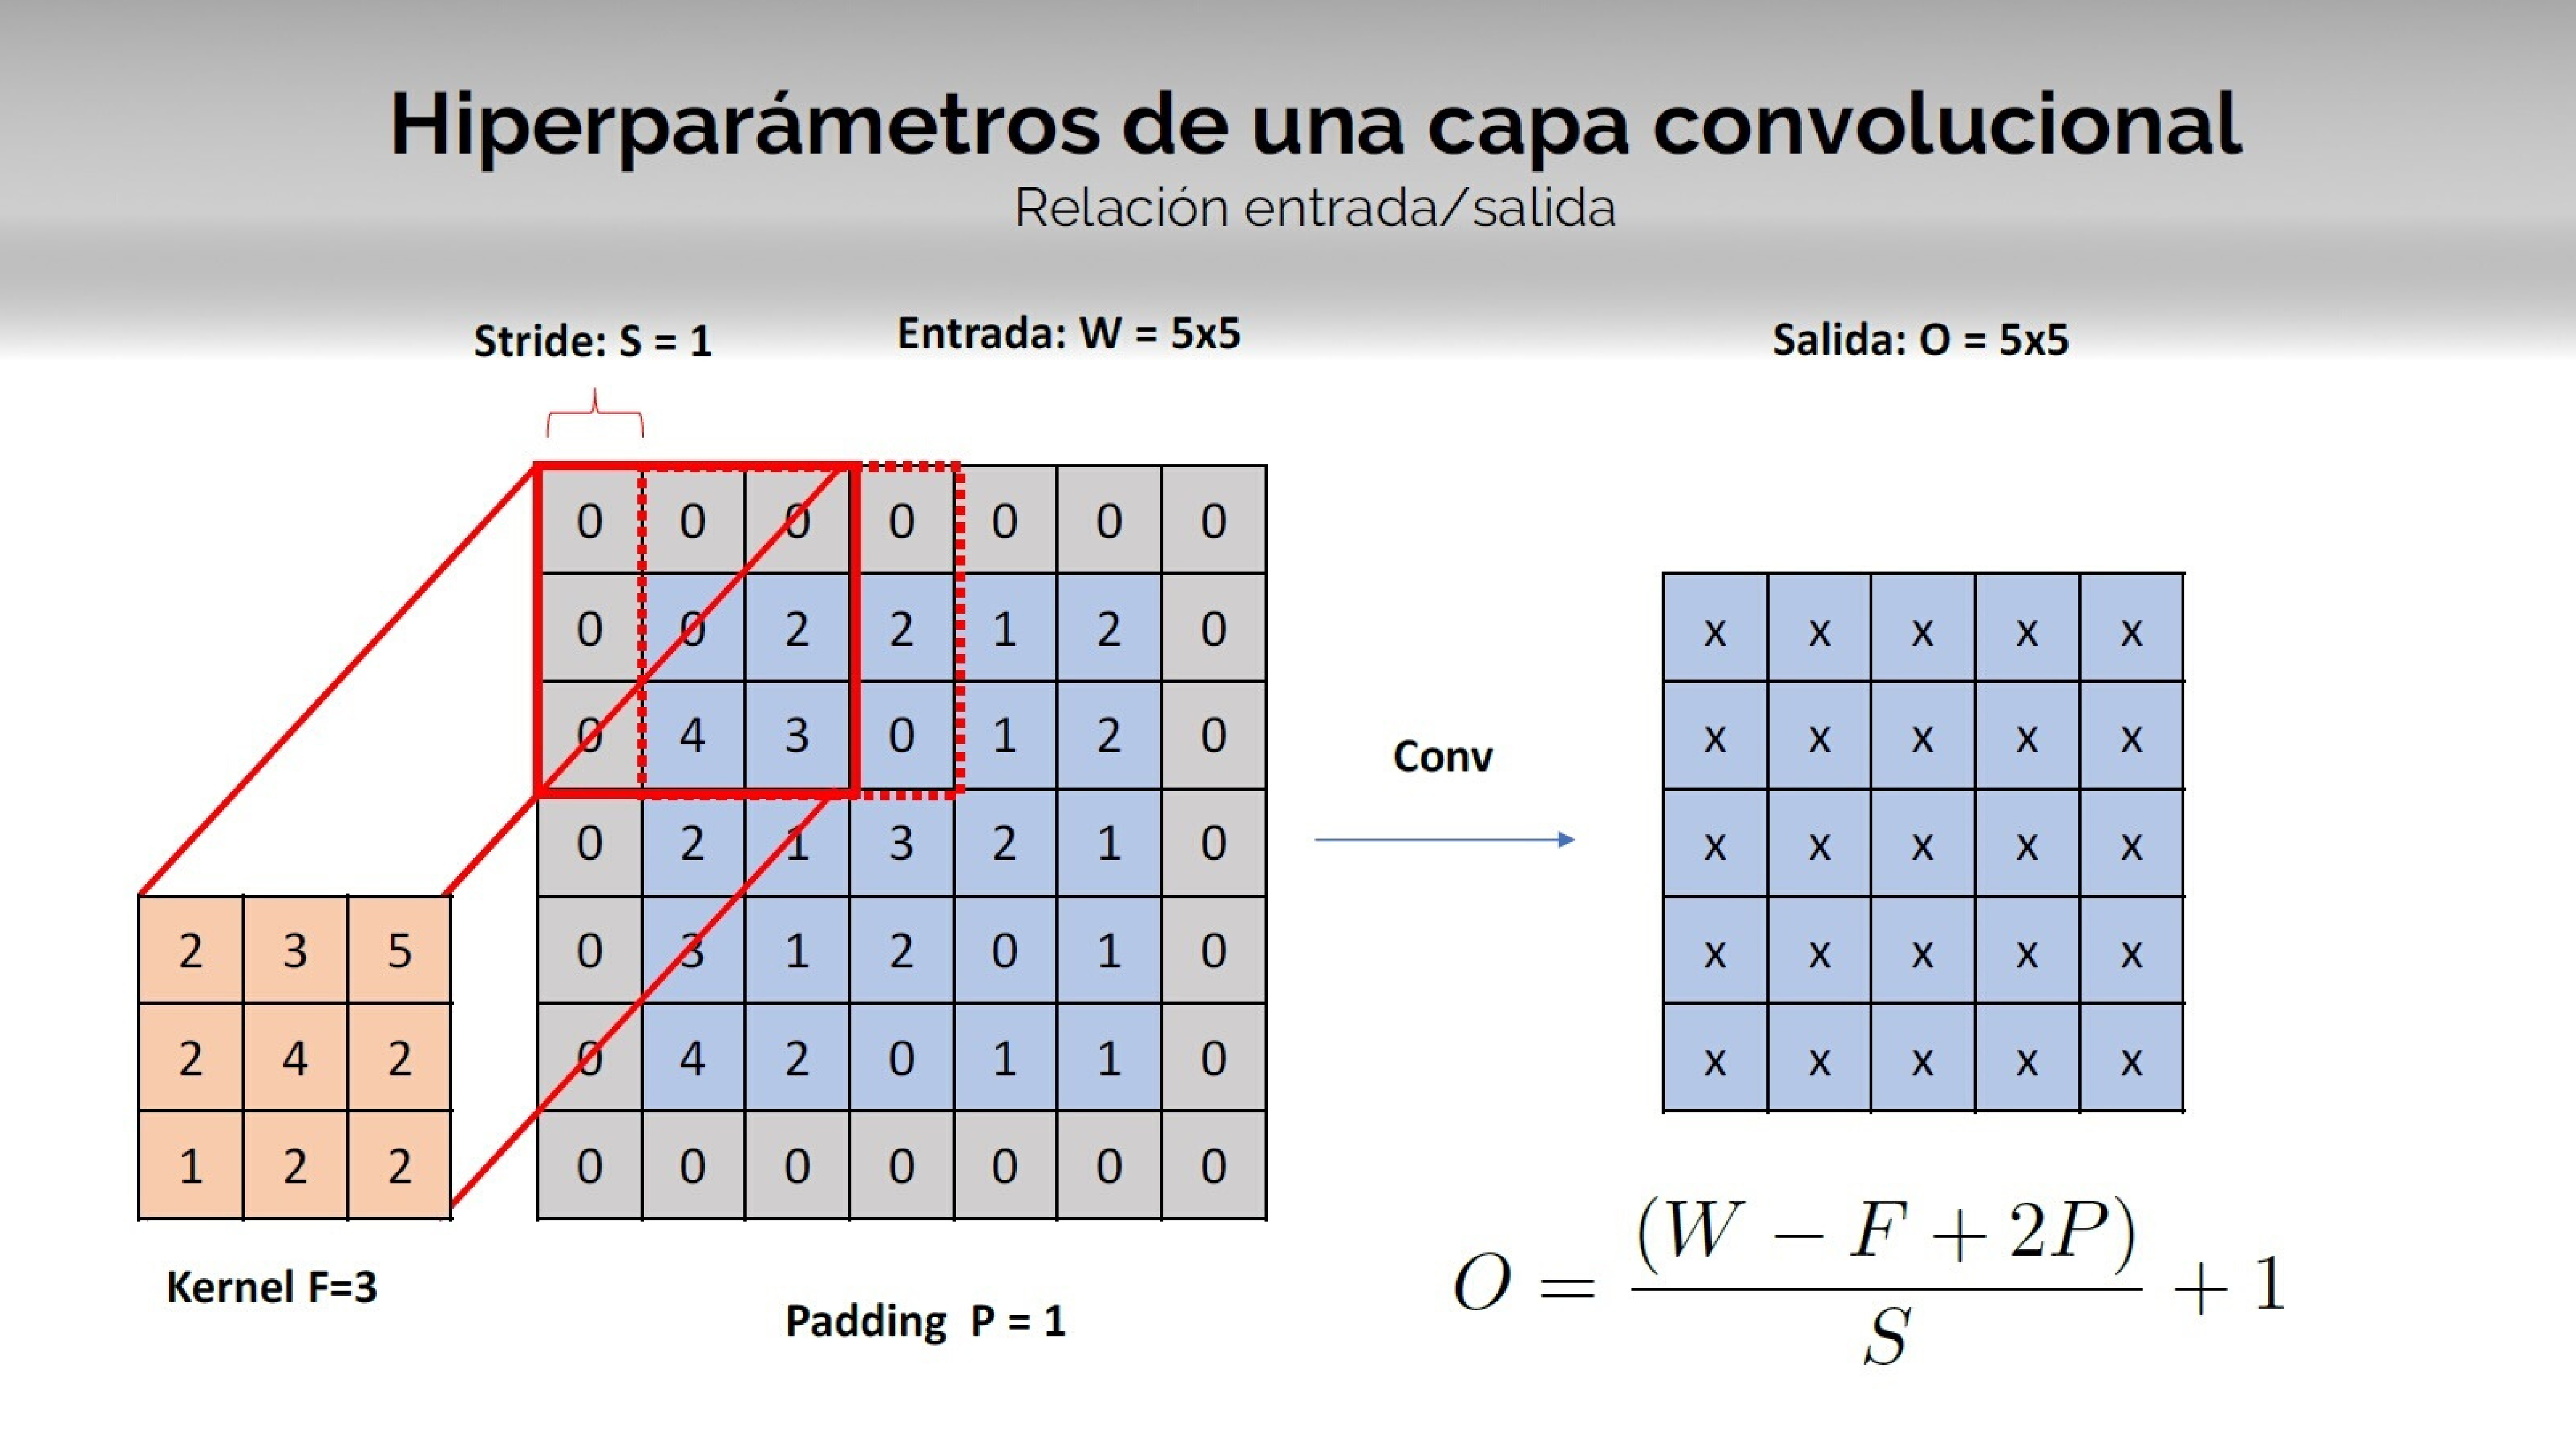 Hiperparámetros de una capa convolucional
Relación entrada/salida
Stride: S = 1
Entrada: W = 5x5
Salida: O = 5x5
0 0 0 0 0 0 0
0 0 2 2 1 2 0
0 4 3 0 1 2 0
0 2 1 3 2 1 0
0 3 1 2 0 1 0
0 4 2 0 1 1 0
0 0 0 0 0 0 0
Conv
x x x x x
x x x x x
x x x x x
x x x x x
x x x x x
2 3 5
2 4 2
1 2 2
Kernel F=3
Padding P = 1
O = (W − F + 2P) / S + 1